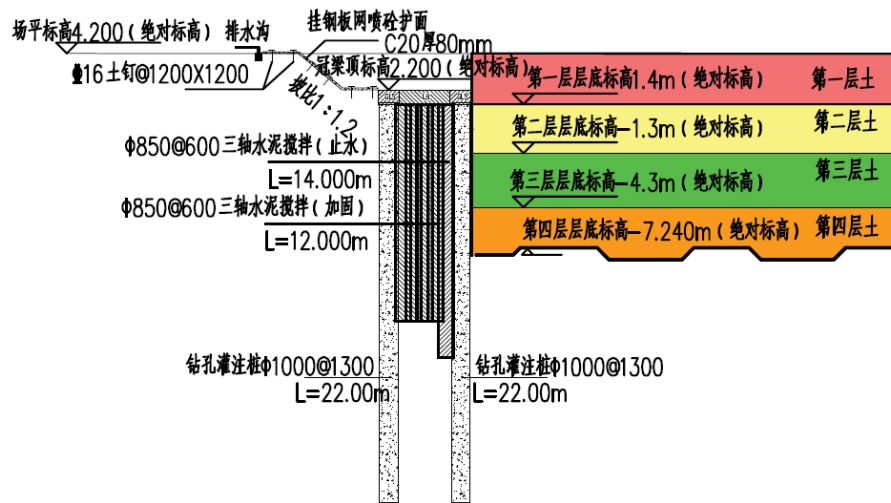 场平标高4.200(绝对标高)
排水沟
挂钢板网喷砼护面
C20厚80mm
Φ16土钉@1200X1200
坡比1:1.2
冠梁顶标高2.200(绝对标高)
第一层层底标高1.4m(绝对标高)
第一层土
第二层层底标高-1.3m(绝对标高)
第二层土
Φ850@600三轴水泥搅拌(止水)
L=14.000m
第三层层底标高-4.3m(绝对标高)
第三层土
Φ850@600三轴水泥搅拌(加固)
L=12.000m
第四层层底标高-7.240m(绝对标高)
第四层土
钻孔灌注桩Φ1000@1300
L=22.00m
钻孔灌注桩Φ1000@1300
L=22.00m